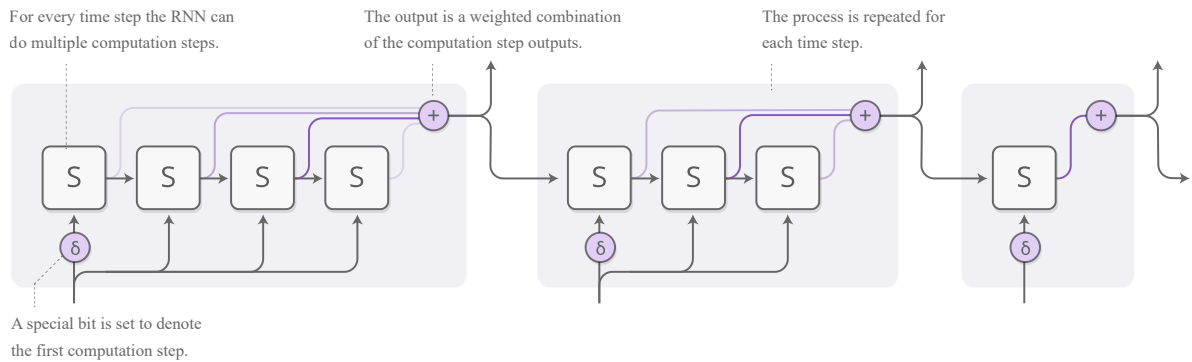 For every time step the RNN can
do multiple computation steps.
The output is a weighted combination
of the computation step outputs.
The process is repeated for
each time step.
+
+
+
S
S
S
S
S
S
S
S
δ
δ
δ
A special bit is set to denote
the first computation step.